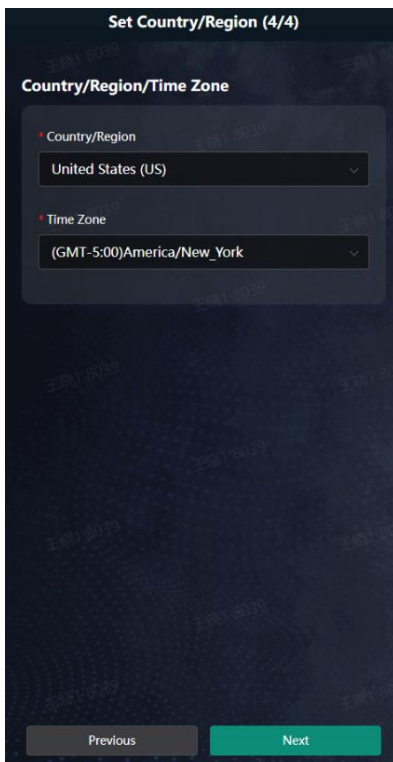 Set Country/Region (4/4)
Country/Region/Time Zone
* Country/Region
United States (US)
* Time Zone
(GMT-5:00)America/New_York
Previous
Next